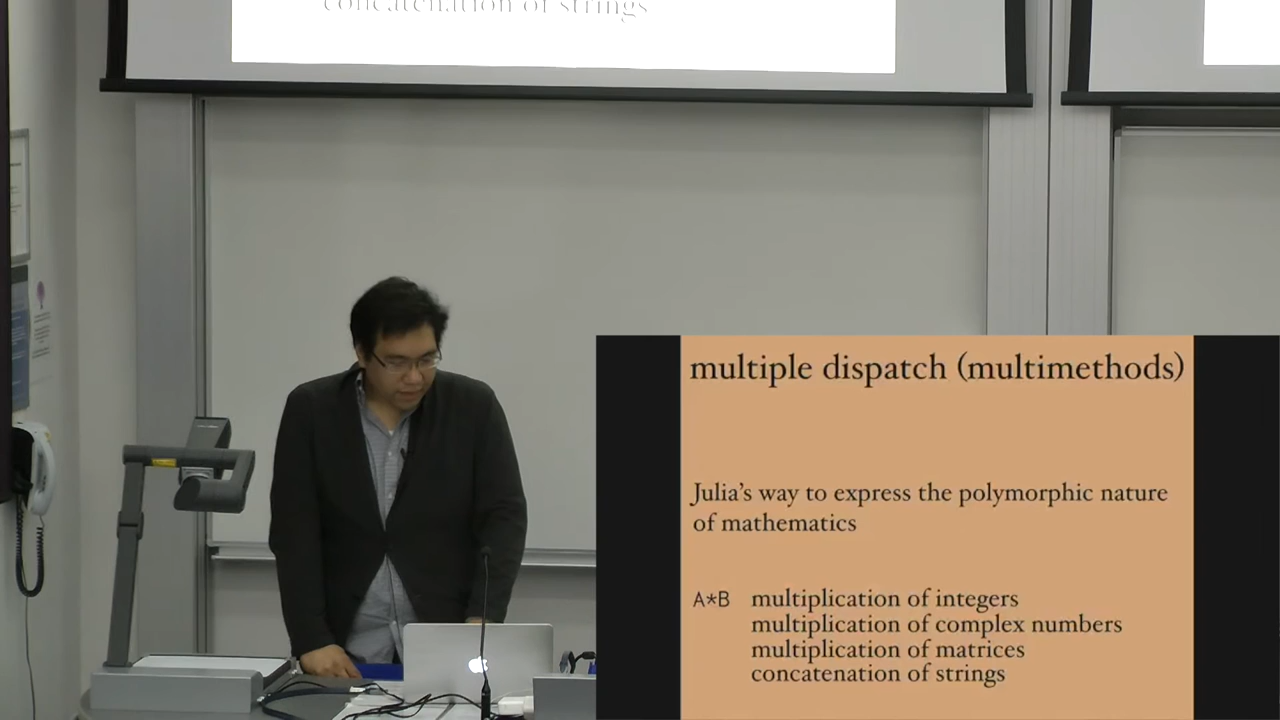 concatenation of strings
multiple dispatch (multimethods)
Julia's way to express the polymorphic nature
of mathematics
A*B multiplication of integers
multiplication of complex numbers
multiplication of matrices
concatenation of strings